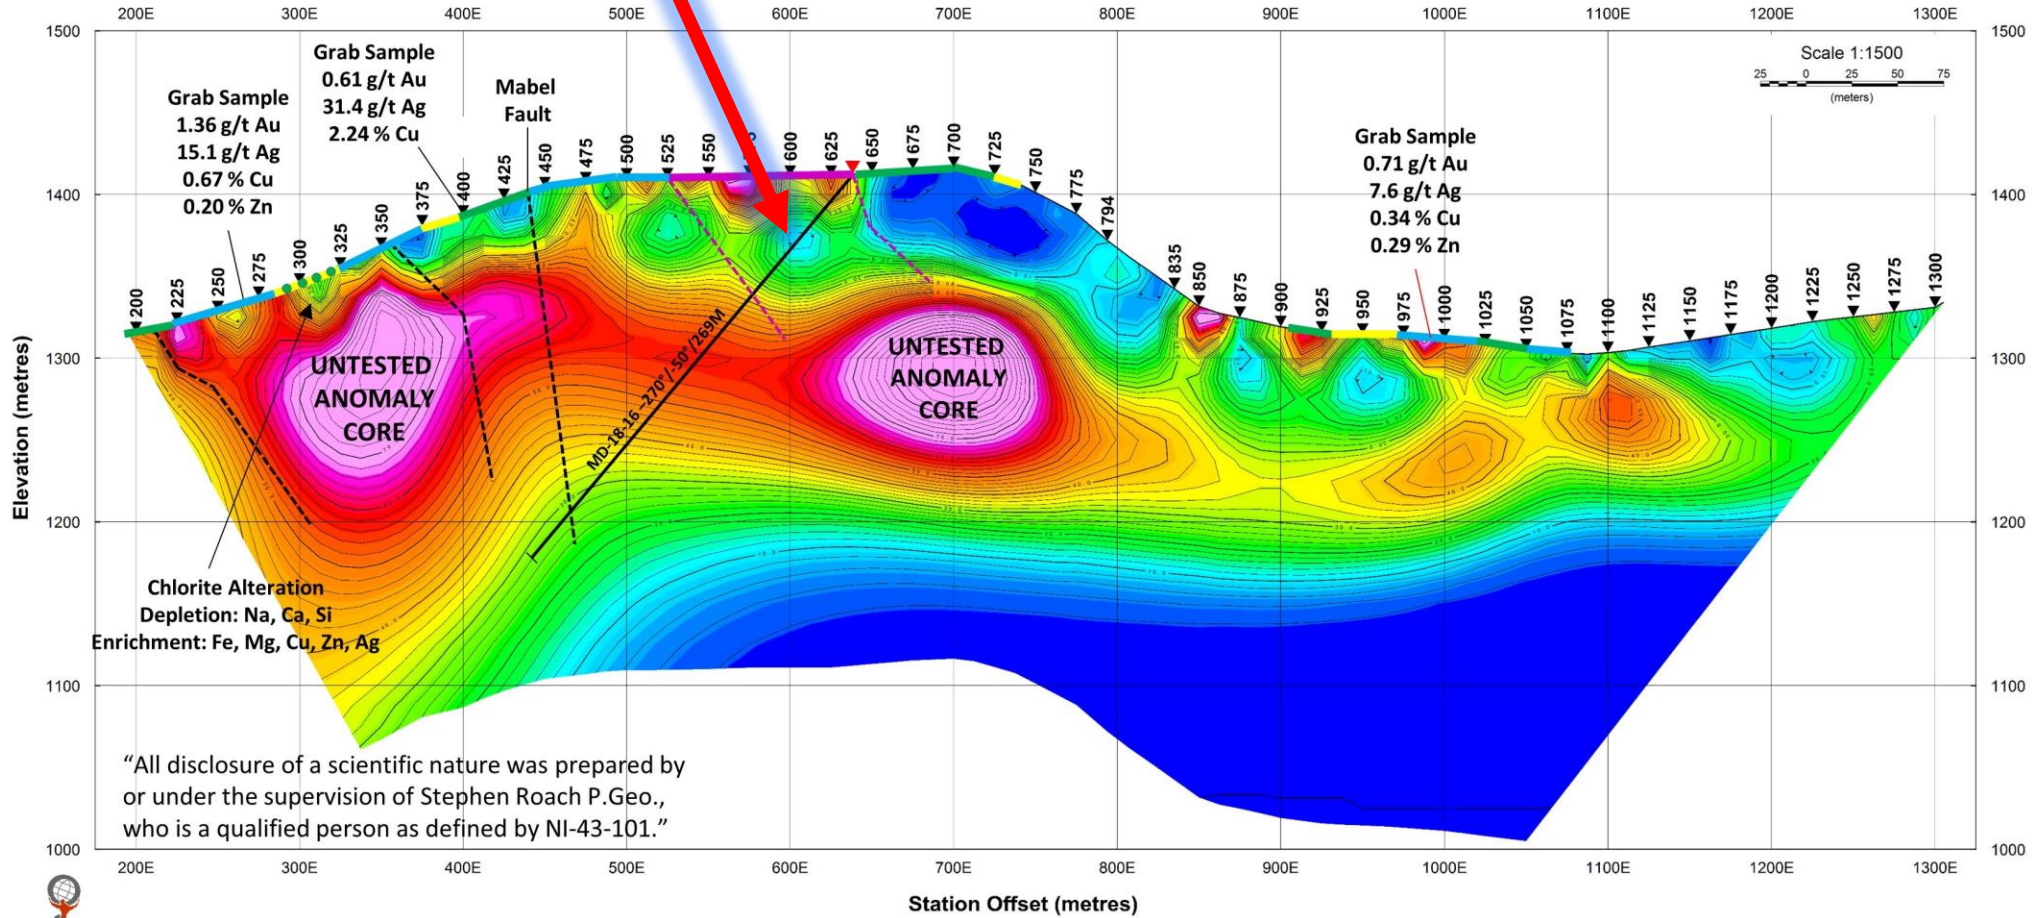 200E 300E 400E 500E 600E 700E 800E 900E 1000E 1100E 1200E 1300E
1500 1500
Scale 1:1500
25 0 25 50 75
(meters)
Grab Sample
0.61 g/t Au
31.4 g/t Ag
2.24 % Cu
Mabel
Fault
Grab Sample
1.36 g/t Au
15.1 g/t Ag
0.67 % Cu
0.20 % Zn
Grab Sample
0.71 g/t Au
7.6 g/t Ag
0.34 % Cu
0.29 % Zn
1400 1400
200 225 250 275 300 325 350 375 400 425 450 475 500 525 550 600 625 650 675 700 725 750 775 794 835 850 875 900 925 950 975 1000 1025 1050 1075 1100 1125 1150 1175 1200 1225 1250 1275 1300
1300 1300
UNTESTED
ANOMALY
CORE
UNTESTED
ANOMALY
CORE
MD-18-16 -270°/-50°/269M
Elevation (metres)
1200 1200
Chlorite Alteration
Depletion: Na, Ca, Si
Enrichment: Fe, Mg, Cu, Zn, Ag
1100 1100
“All disclosure of a scientific nature was prepared by
or under the supervision of Stephen Roach P.Geo.,
who is a qualified person as defined by NI-43-101.”
1000 1000
200E 300E 400E 500E 600E 700E 800E 900E 1000E 1100E 1200E 1300E
Station Offset (metres)